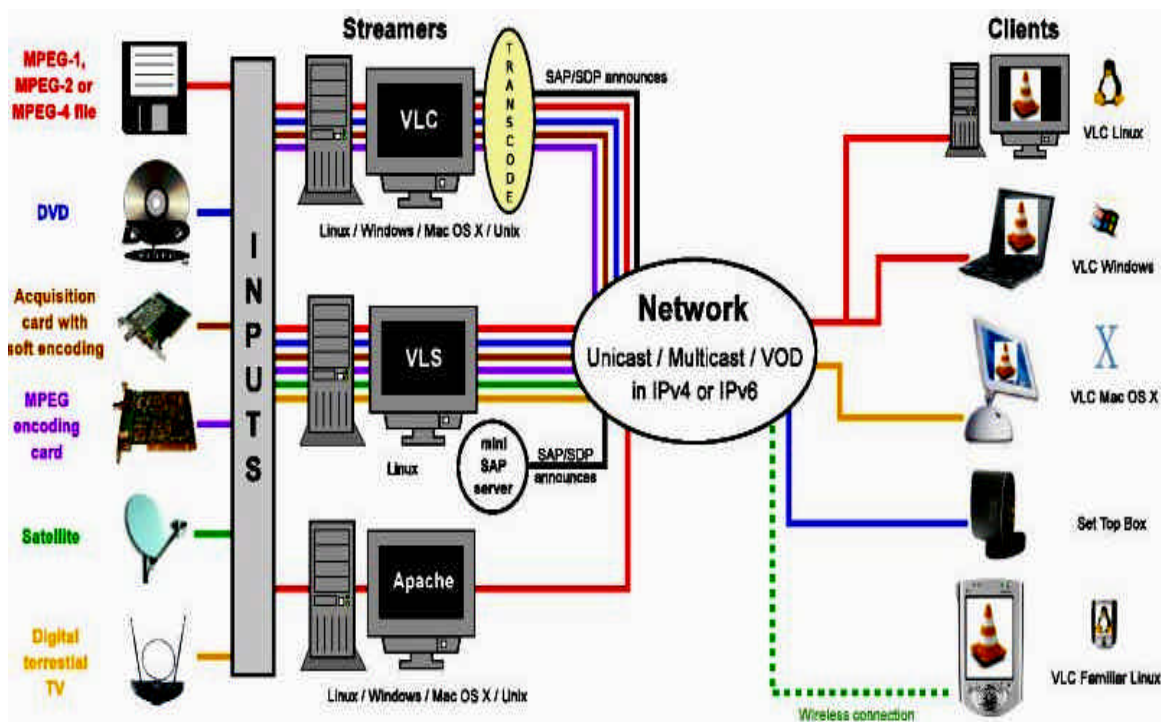 Streamers
Clients
MPEG-1,
MPEG-2 or
MPEG-4 file
DVD
Acquisition
card with
soft encoding
MPEG
encoding
card
Satellite
Digital
terrestial
TV
INPUTS
VLC
TRANSCODE
SAP/SDP announces
Linux / Windows / Mac OS X / Unix
VLS
Linux
mini
SAP
server
SAP/SDP
announces
Apache
Linux / Windows / Mac OS X / Unix
Network
Unicast / Multicast / VOD
in IPv4 or IPv6
VLC Linux
VLC Windows
X
VLC Mac OS X
Set Top Box
VLC Familiar Linux
Wireless connection